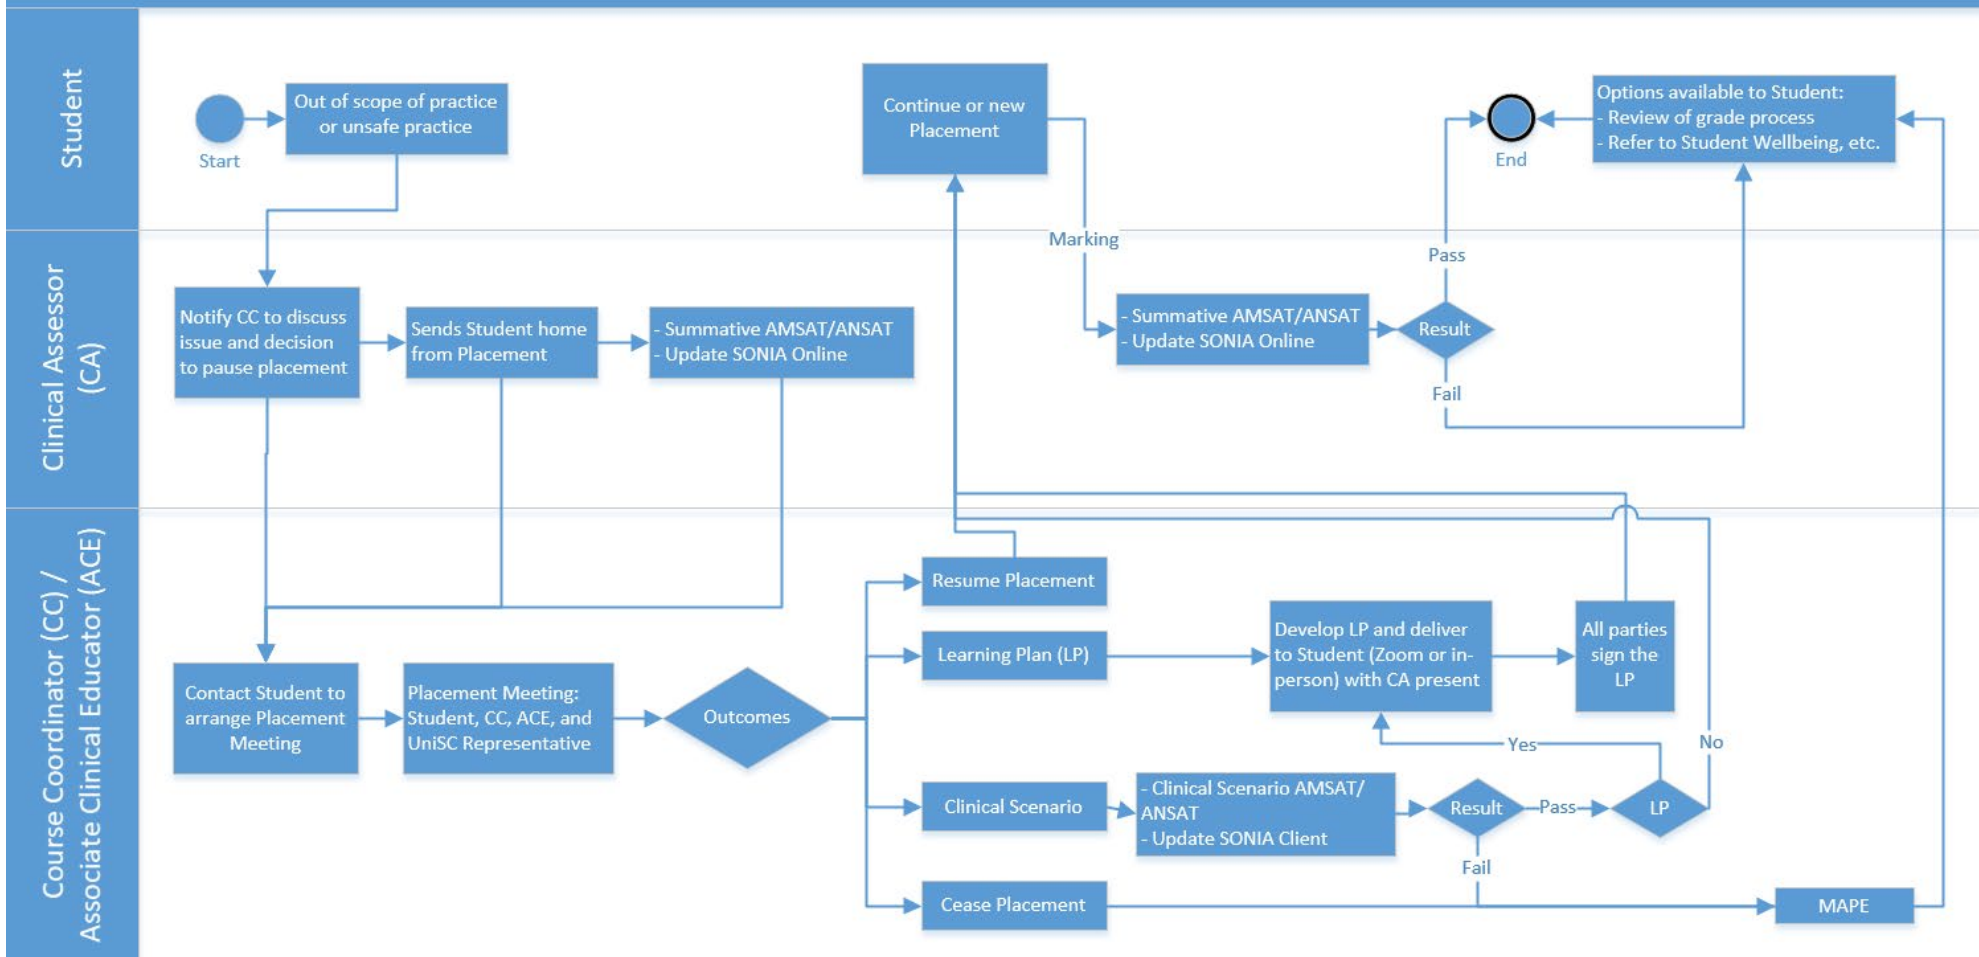 Student
Start
Out of scope of practice
or unsafe practice
Continue or new
Placement
End
Options available to Student:
- Review of grade process
- Refer to Student Wellbeing, etc.
Clinical Assessor
(CA)
Marking
Pass
Notify CC to discuss
issue and decision
to pause placement
Sends Student home
from Placement
- Summative AMSAT/ANSAT
- Update SONIA Online
- Summative AMSAT/ANSAT
- Update SONIA Online
Result
Fail
Course Coordinator (CC) /
Associate Clinical Educator (ACE)
Contact Student to
arrange Placement
Meeting
Placement Meeting:
Student, CC, ACE, and
UniSC Representative
Outcomes
Resume Placement
Learning Plan (LP)
Develop LP and deliver
to Student (Zoom or in-
person) with CA present
All parties
sign the
LP
Yes
No
Clinical Scenario
- Clinical Scenario AMSAT/
ANSAT
- Update SONIA Client
Result
Pass
LP
Fail
Cease Placement
MAPE